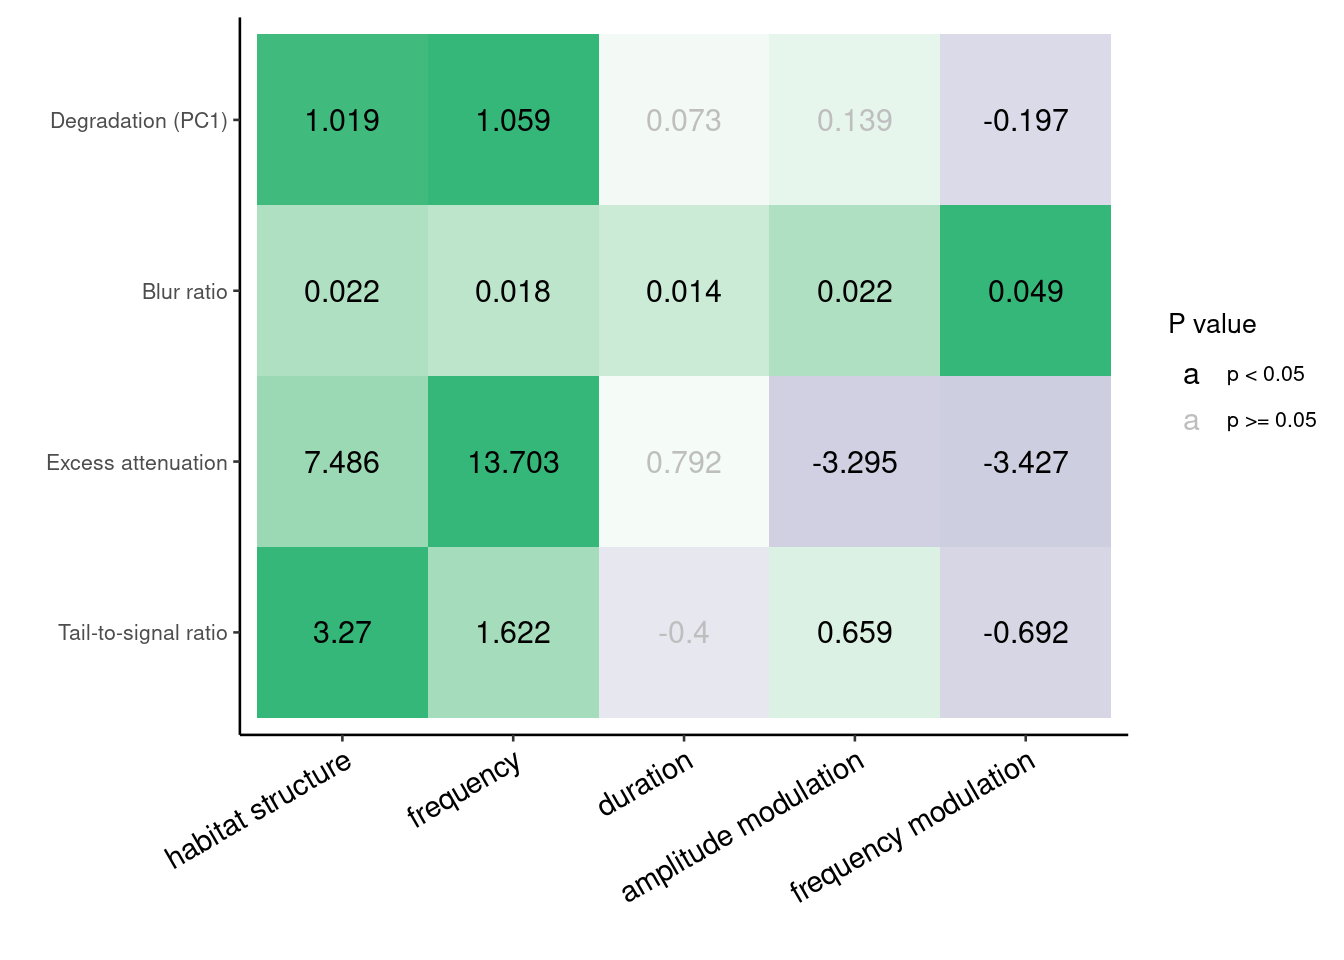 Degradation (PC1) 1.019 1.059 0.073 0.139 -0.197
Blur ratio 0.022 0.018 0.014 0.022 0.049
Excess attenuation 7.486 13.703 0.792 -3.295 -3.427
Tail-to-signal ratio 3.27 1.622 -0.4 0.659 -0.692
habitat structure
frequency
duration
amplitude modulation
frequency modulation
P value
a p < 0.05
a p >= 0.05